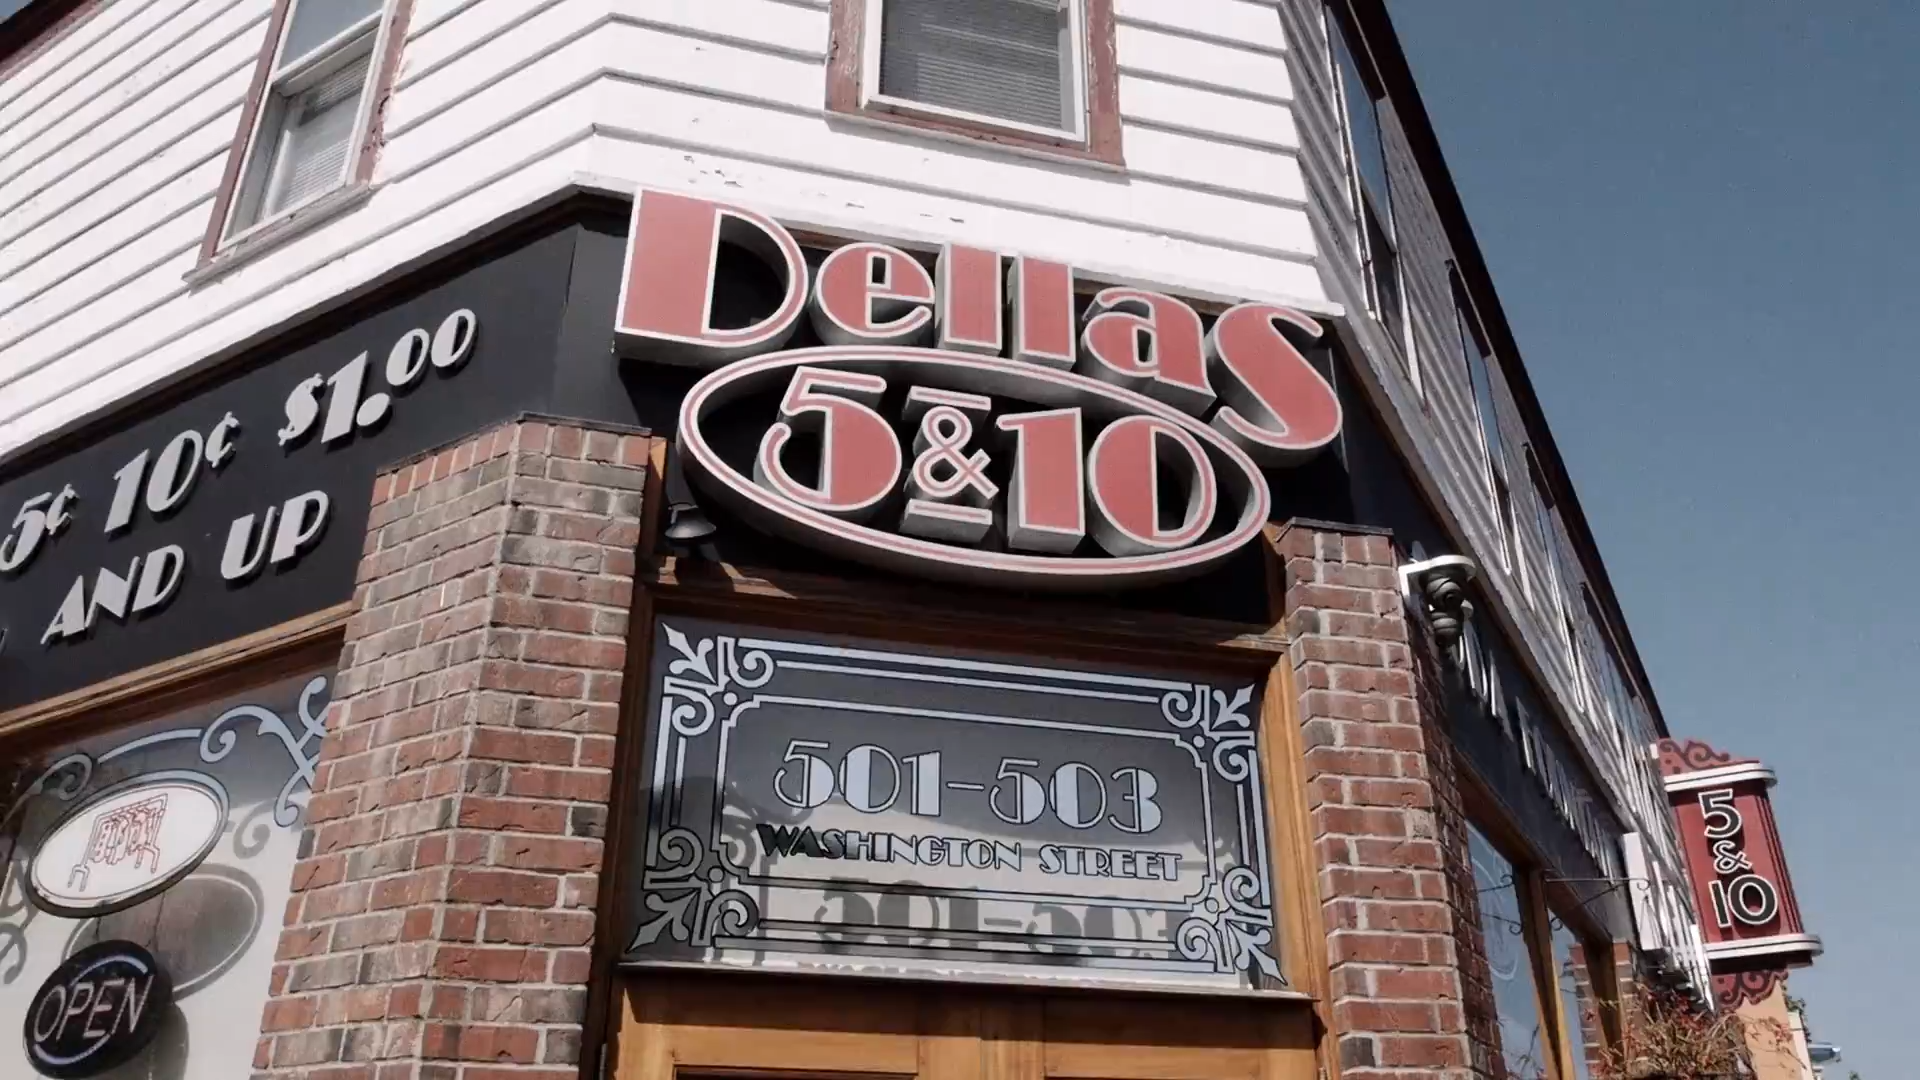 Dellas
5 & 10
5¢ 10¢ $1.00
AND UP
501-503
WASHINGTON STREET
OPEN
5
&
10